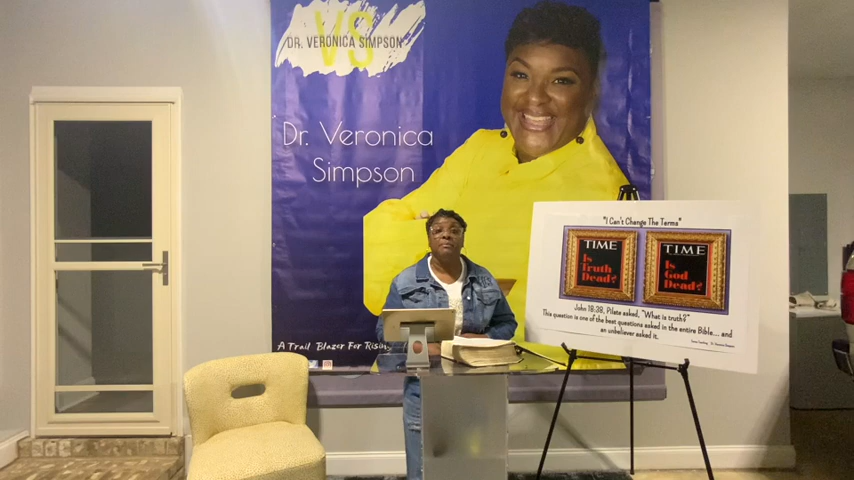 VS
DR. VERONICA SIMPSON
Dr. Veronica
Simpson
A Trail Blazer For
"I Can't Change The Terms"
TIME
Is
Truth
Dead?
TIME
Is
God
Dead?
John 18:38, Pilate asked, "What is truth?"
This question is one of the best questions asked in the entire Bible... and
an unbeliever asked it.